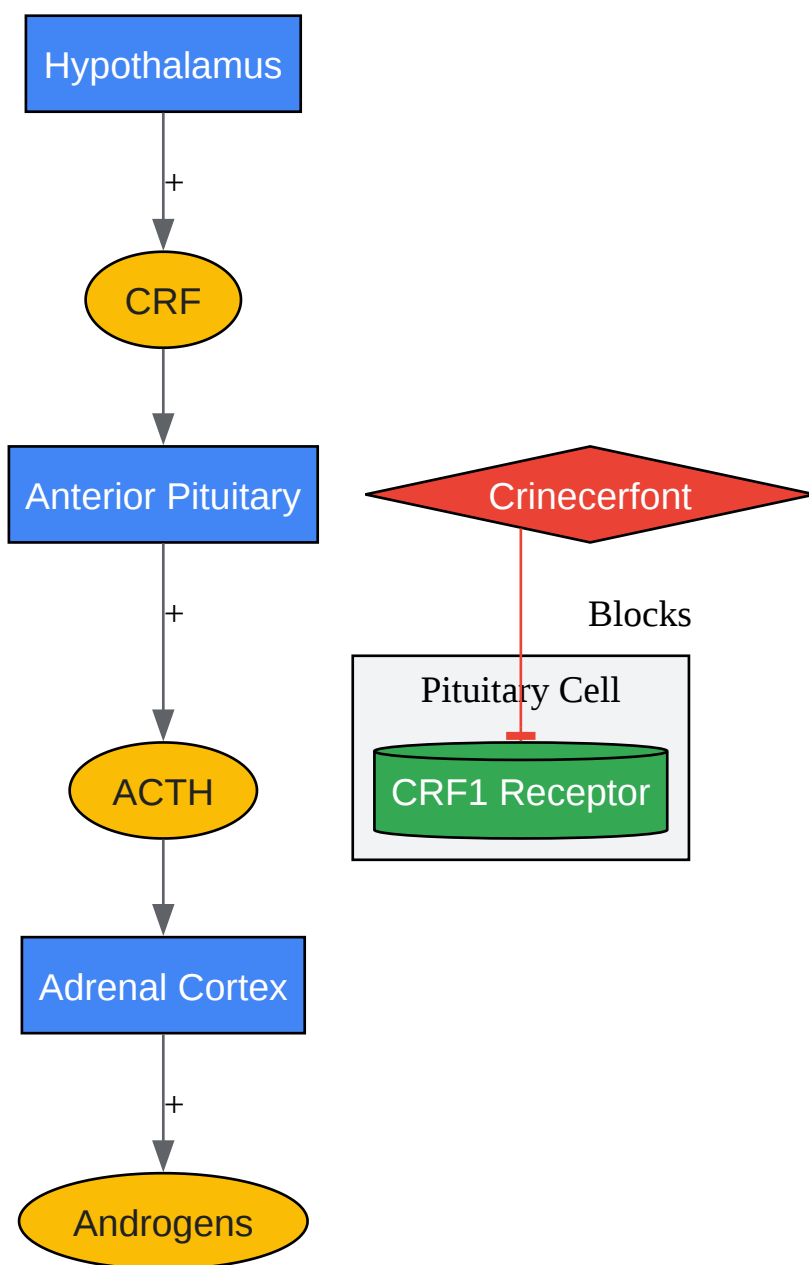 Hypothalamus
+
CRF
Anterior Pituitary
Crinecerfont
+
Blocks
Pituitary Cell
CRF1 Receptor
ACTH
Adrenal Cortex
+
Androgens